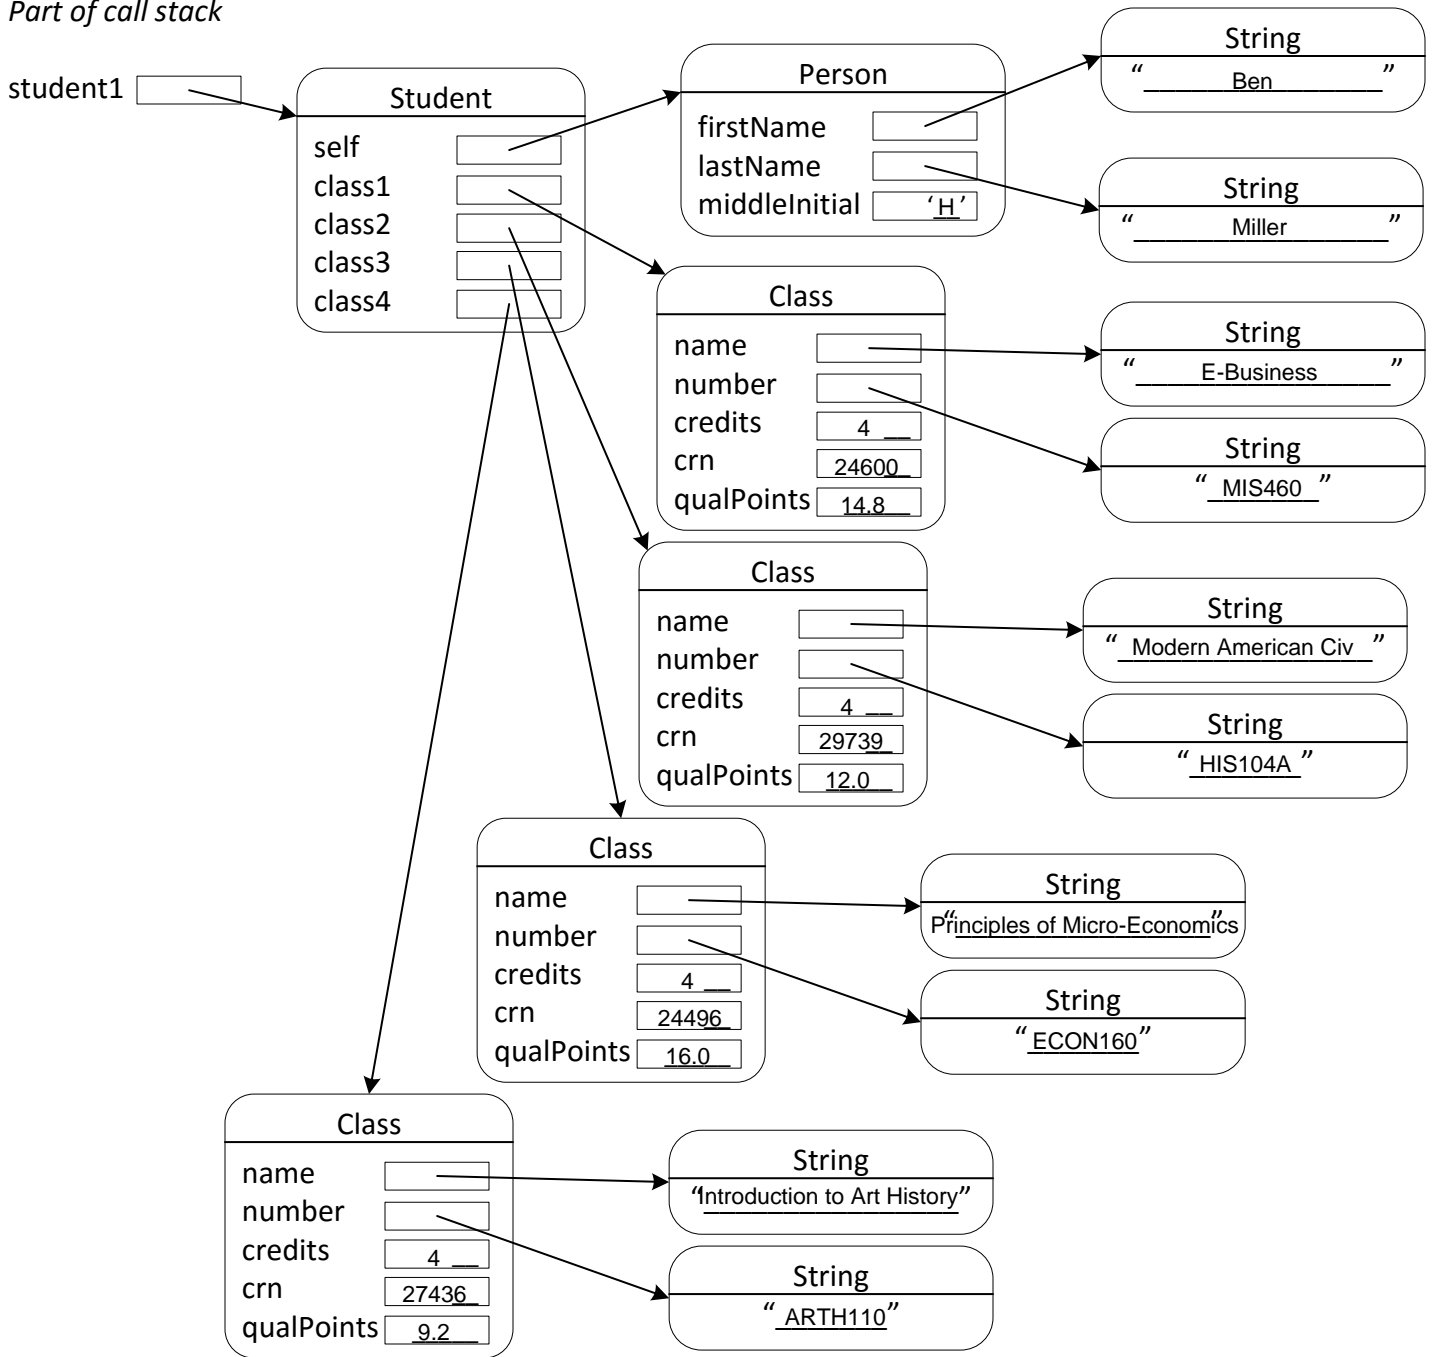 Part of call stack
student1
Student
self
class1
class2
class3
class4
Person
firstName
lastName
middleInitial ‘H’
String
“Ben”
String
“Miller”
Class
name
number
credits 4
crn 24600
qualPoints 14.8
String
“E-Business”
String
“MIS460”
Class
name
number
credits 4
crn 29739
qualPoints 12.0
String
“Modern American Civ”
String
“HIS104A”
Class
name
number
credits 4
crn 24496
qualPoints 16.0
String
“Principles of Micro-Economics”
String
“ECON160”
Class
name
number
credits 4
crn 27436
qualPoints 9.2
String
“Introduction to Art History”
String
“ARTH110”